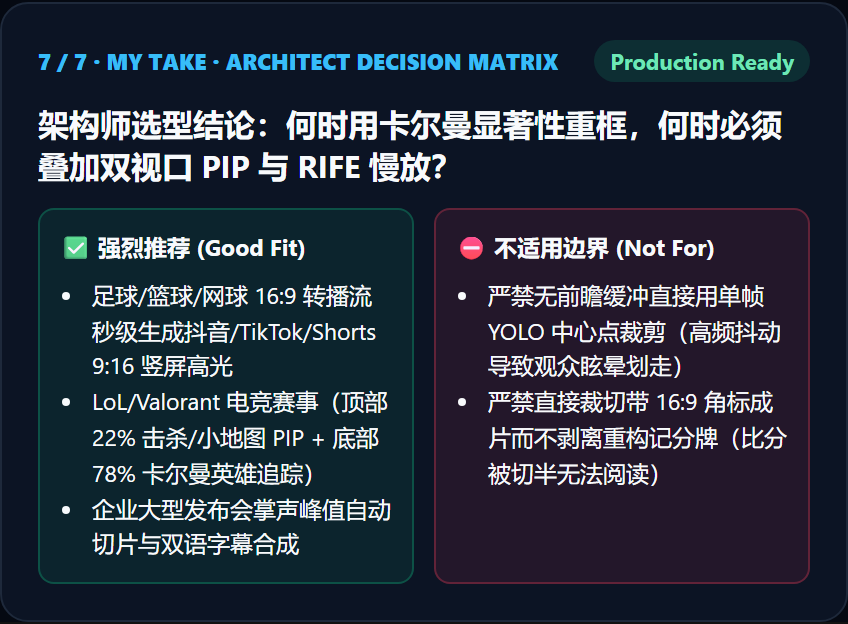 7 / 7 · MY TAKE · ARCHITECT DECISION MATRIX
Production Ready
架构师选型结论：何时用卡尔曼显著性重框，何时必须
叠加双视口 PIP 与 RIFE 慢放？
✅ 强烈推荐 (Good Fit)
• 足球/篮球/网球 16:9 转播流
秒级生成抖音/TikTok/Shorts
9:16 竖屏高光
• LoL/Valorant 电竞赛事（顶部
22% 击杀/小地图 PIP + 底部
78% 卡尔曼英雄追踪）
• 企业大型发布会掌声峰值自动
切片与双语字幕合成
⛔ 不适用边界 (Not For)
• 严禁无前瞻缓冲直接用单帧
YOLO 中心点裁剪（高频抖动
导致观众眩晕划走）
• 严禁直接裁切带 16:9 角标成
片而不剥离重构记分牌（比分
被切半无法阅读）